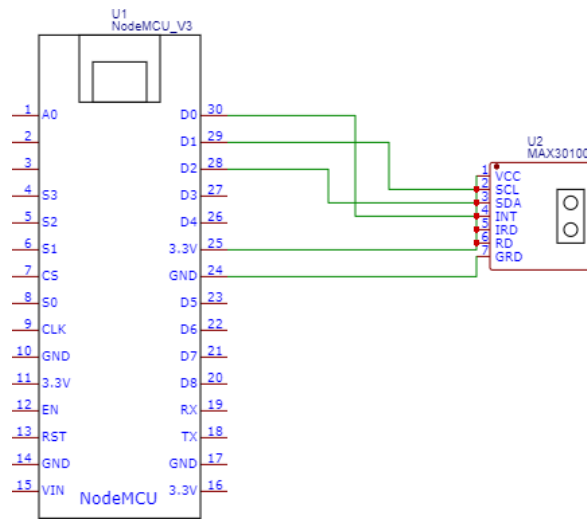 U1
NodeMCU_V3
1 A0 D0 30
2 D1 29
3 D2 28
4 S3 D3 27
5 S2 D4 26
6 S1 3.3V 25
7 CS GND 24
8 S0 D5 23
9 CLK D6 22
10 GND D7 21
11 3.3V D8 20
12 EN RX 19
13 RST TX 18
14 GND GND 17
15 VIN 3.3V 16
NodeMCU
U2
MAX30100
1 VCC
2 SCL
3 SDA
4 INT
5 IRD
6 RD
7 GRD